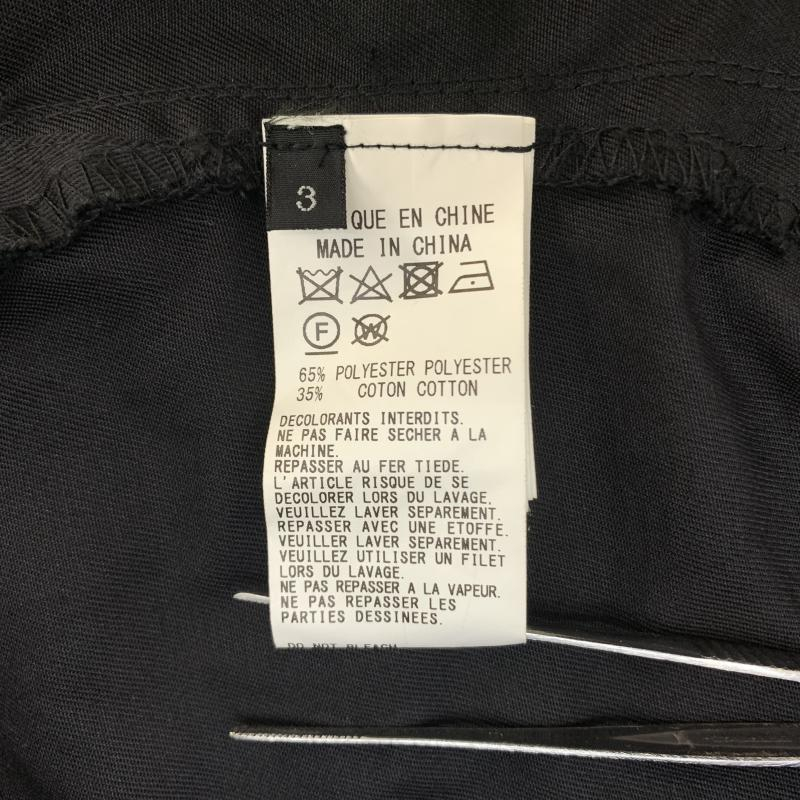 3
QUE EN CHINE
MADE IN CHINA
F
W
65% POLYESTER POLYESTER
35% COTON COTTON
DECOLORANTS INTERDITS.
NE PAS FAIRE SECHER A LA
MACHINE.
REPASSER AU FER TIEDE.
L'ARTICLE RISQUE DE SE
DECOLORER LORS DU LAVAGE,
VEUILLEZ LAVER SEPAREMENT.
REPASSER AVEC UNE ETOFFE.
VEUILLER LAVER SEPAREMENT.
VEUILLEZ UTILISER UN FILET
LORS DU LAVAGE.
NE PAS REPASSER A LA VAPEUR.
NE PAS REPASSER LES
PARTIES DESSINEES.
DO NOT BLEACH